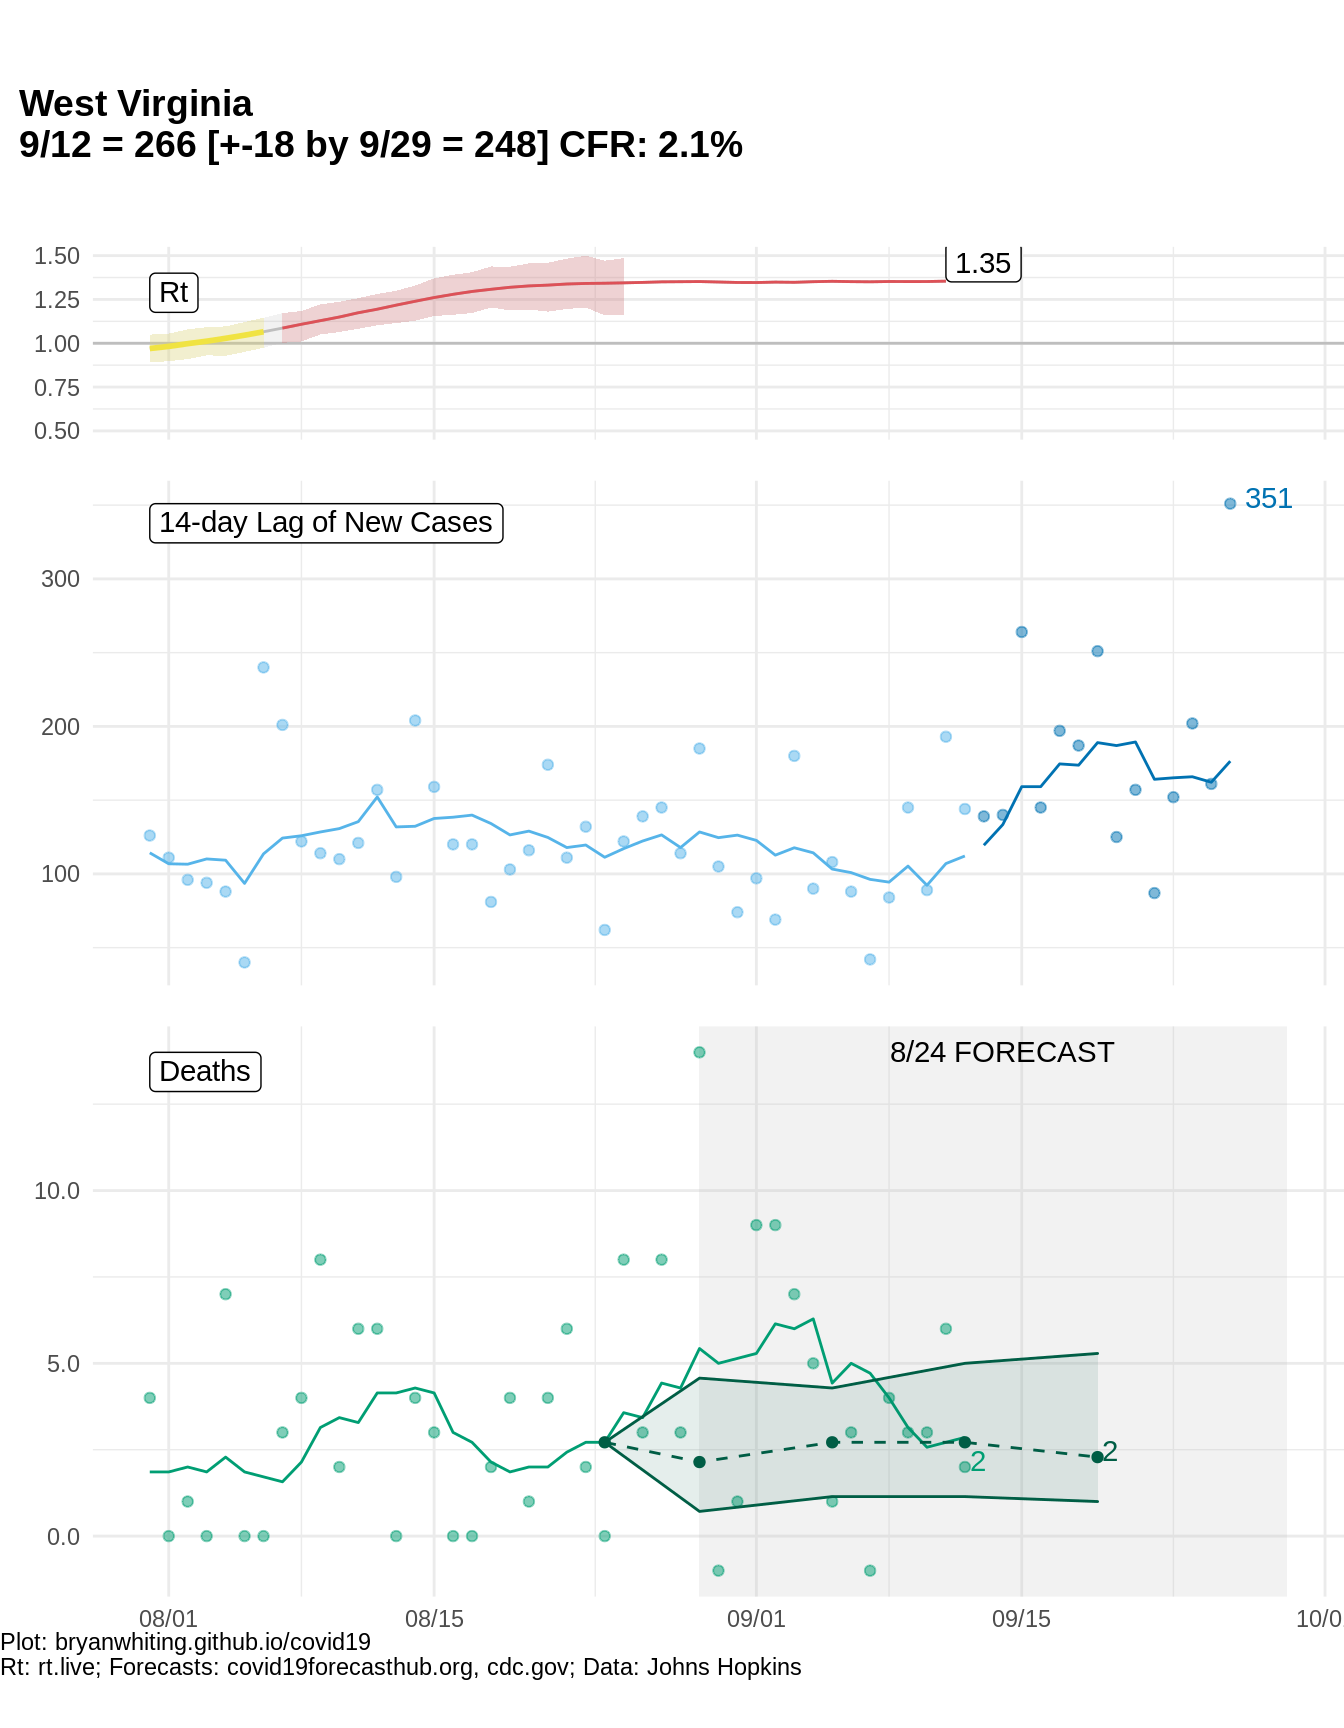 West Virginia
9/12 = 266 [+-18 by 9/29 = 248] CFR: 2.1%
1.50
1.25
1.00
0.75
0.50
Rt
1.35
14-day Lag of New Cases
351
300
200
100
Deaths
8/24 FORECAST
10.0
5.0
0.0
2
2
08/01
08/15
09/01
09/15
10/0
Plot: bryanwhiting.github.io/covid19
Rt: rt.live; Forecasts: covid19forecasthub.org, cdc.gov; Data: Johns Hopkins